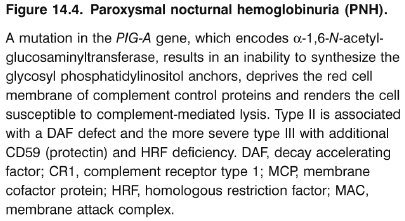 Figure 14.4. Paroxysmal nocturnal hemoglobinuria (PNH).
A mutation in the PIG-A gene, which encodes α-1,6-N-acetyl-
glucosaminyltransferase, results in an inability to synthesize the
glycosyl phosphatidylinositol anchors, deprives the red cell
membrane of complement control proteins and renders the cell
susceptible to complement-mediated lysis. Type II is associated
with a DAF defect and the more severe type III with additional
CD59 (protectin) and HRF deficiency. DAF, decay accelerating
factor; CR1, complement receptor type 1; MCP, membrane
cofactor protein; HRF, homologous restriction factor; MAC,
membrane attack complex.